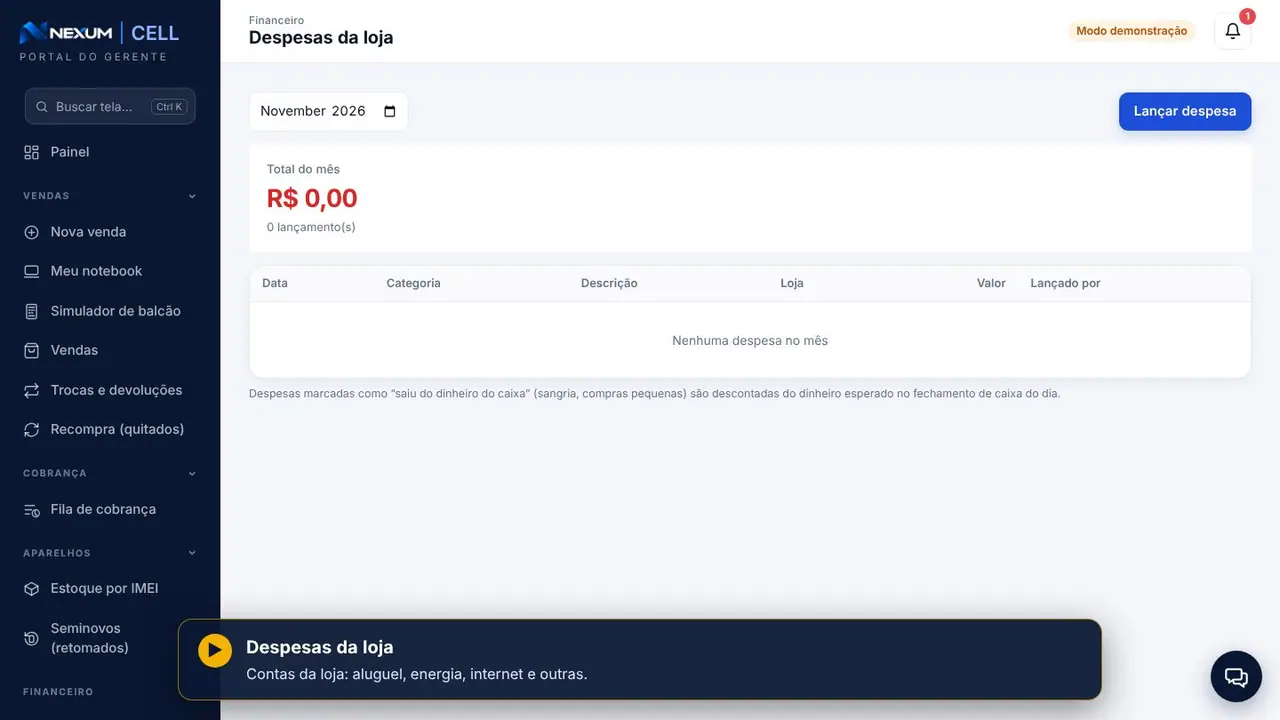 NEXUM | CELL
PORTAL DO GERENTE
Buscar tela... Ctrl K
Painel
VENDAS
Nova venda
Meu notebook
Simulador de balcão
Vendas
Trocas e devoluções
Recompra (quitados)
COBRANÇA
Fila de cobrança
APARELHOS
Estoque por IMEI
Seminovos
(retomados)
FINANCEIRO
Financeiro
Despesas da loja
Modo demonstração
1
November 2026
Lançar despesa
Total do mês
R$ 0,00
0 lançamento(s)
Data Categoria Descrição Loja Valor Lançado por
Nenhuma despesa no mês
Despesas marcadas como “saiu do dinheiro do caixa” (sangria, compras pequenas) são descontadas do dinheiro esperado no fechamento de caixa do dia.
Despesas da loja
Contas da loja: aluguel, energia, internet e outras.